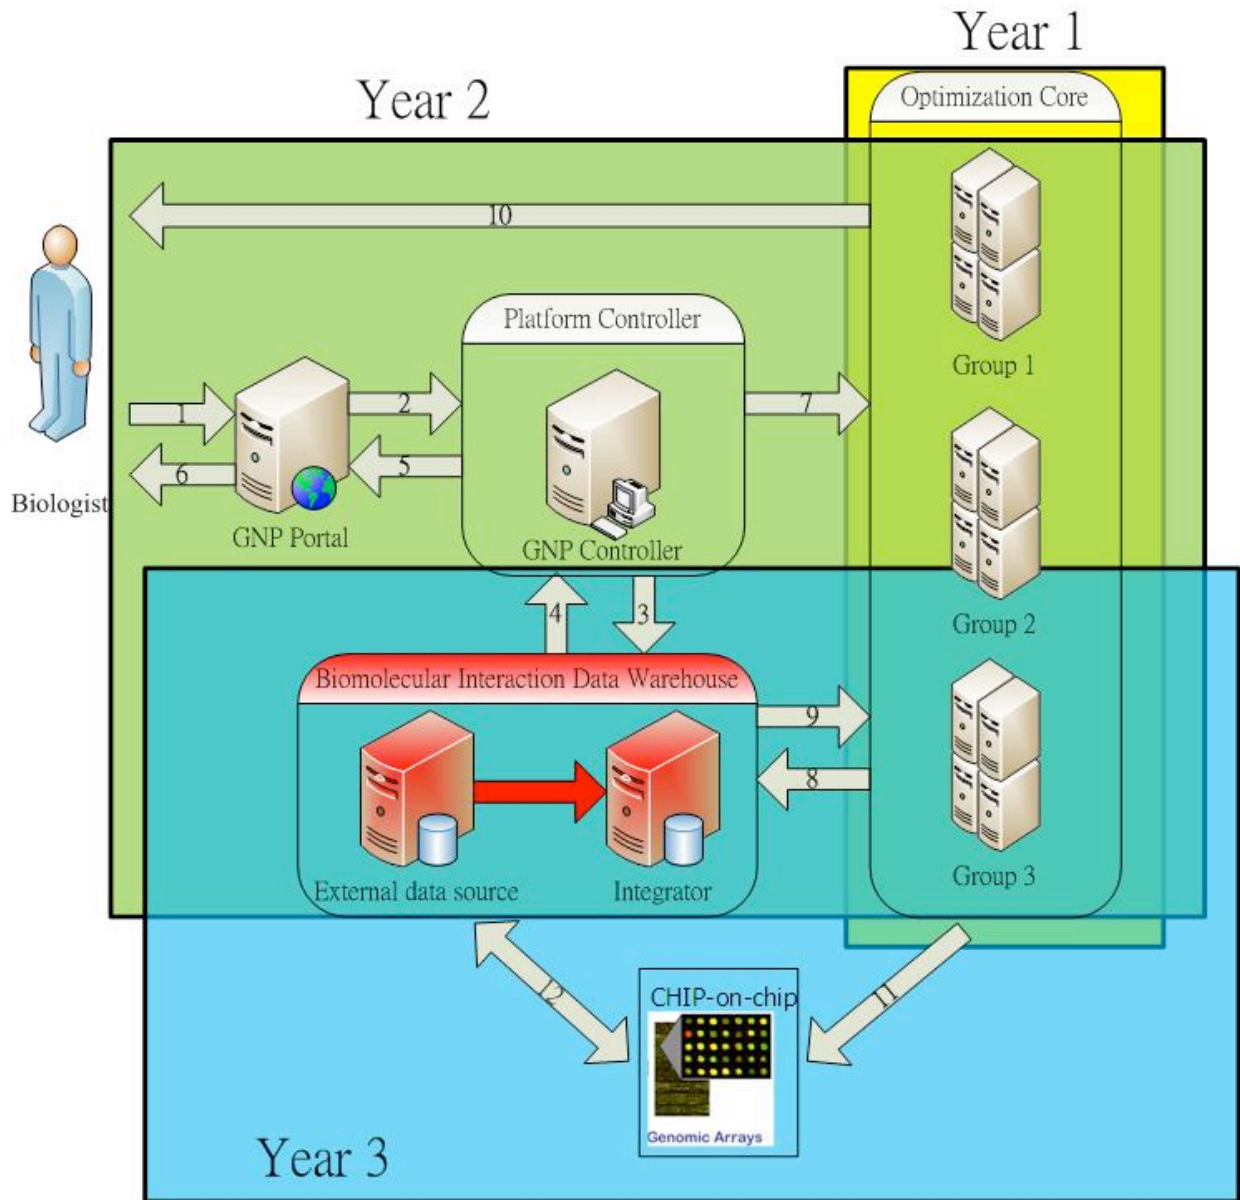 Year 1
Year 2
Optimization Core
10
Platform Controller
Group 1
1
2
7
6
5
Biologist
GNP Portal
GNP Controller
4
3
Group 2
Biomolecular Interaction Data Warehouse
9
8
External data source
Integrator
Group 3
12
11
CHIP-on-chip
Genomic Arrays
Year 3